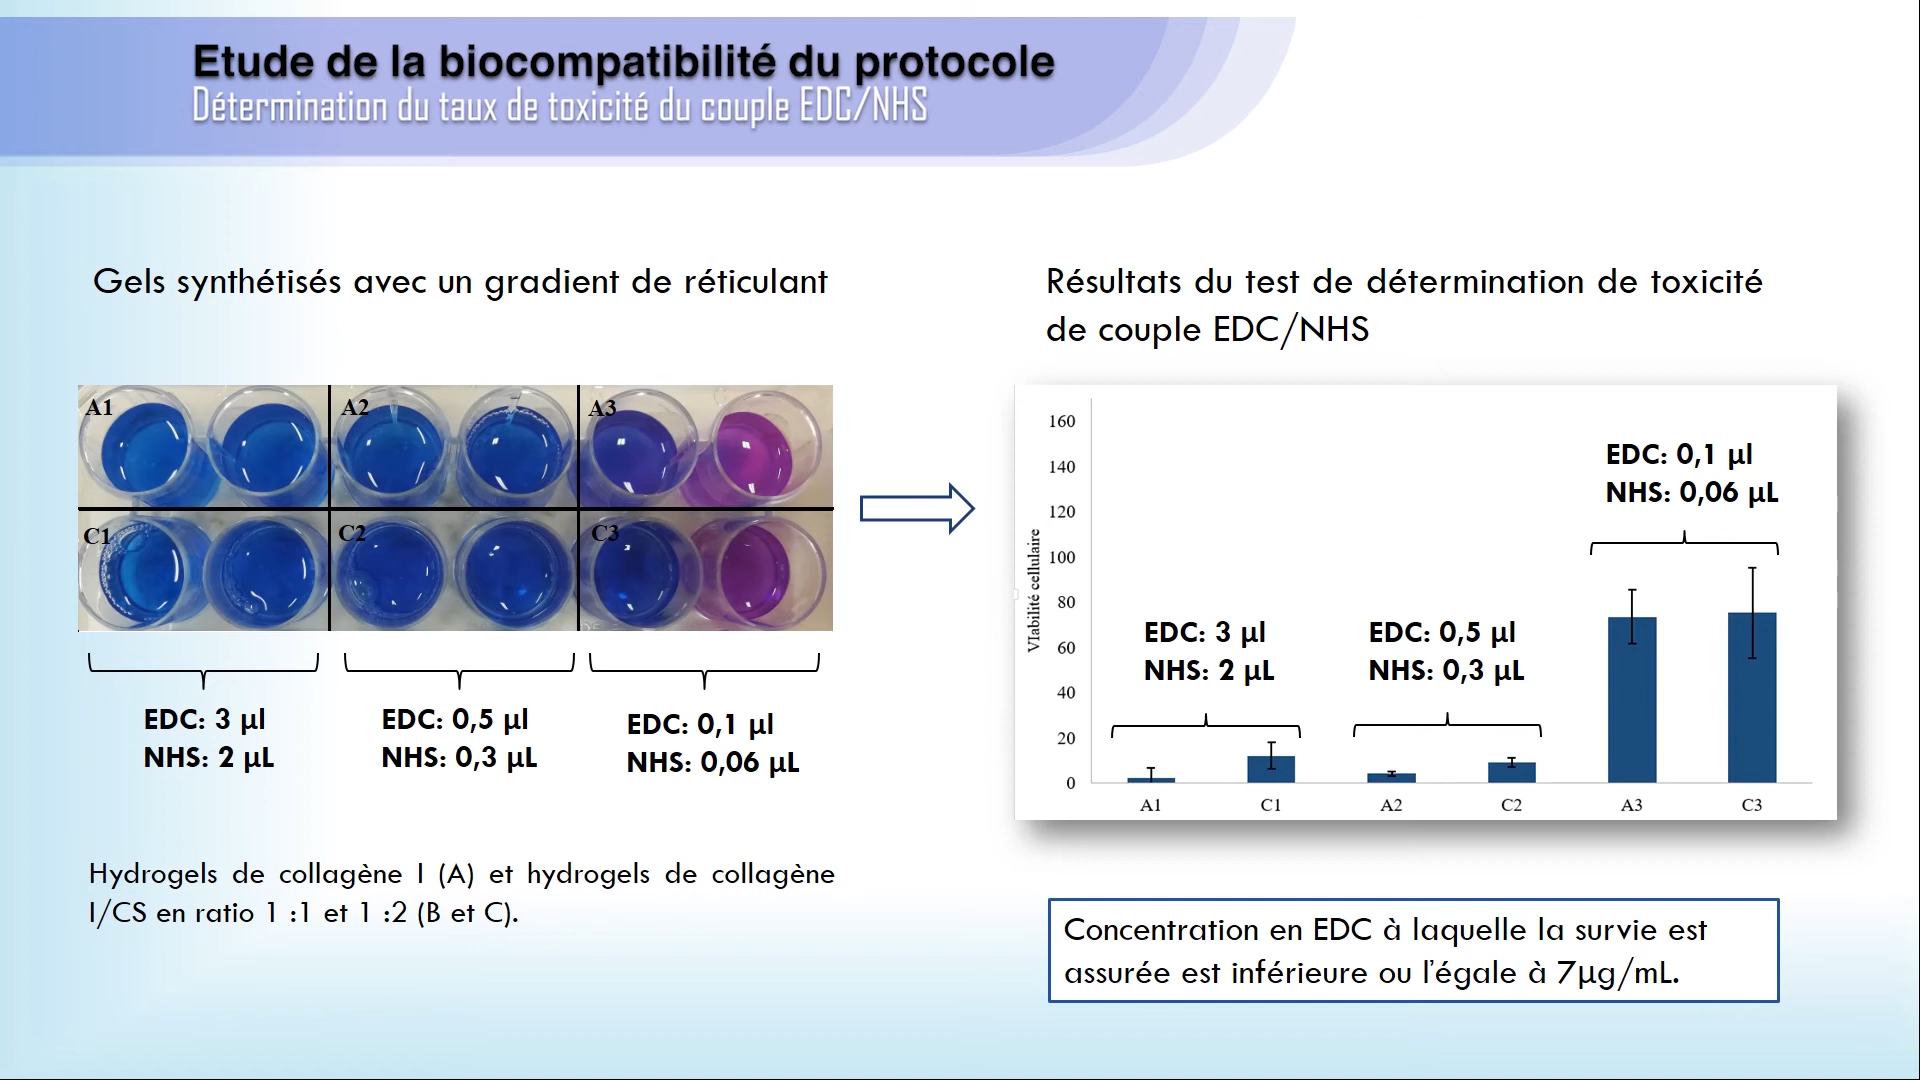 Etude de la biocompatibilité du protocole
Détermination du taux de toxicité du couple EDC/NHS
Gels synthétisés avec un gradient de réticulant
A1
A2
A3
C1
C2
C3
EDC: 3 µl
NHS: 2 µL
EDC: 0,5 µl
NHS: 0,3 µL
EDC: 0,1 µl
NHS: 0,06 µL
Hydrogels de collagène I (A) et hydrogels de collagène
I/CS en ratio 1 :1 et 1 :2 (B et C).
Résultats du test de détermination de toxicité
de couple EDC/NHS
Viabilité cellulaire
160
140
120
100
80
60
40
20
0
EDC: 3 µl
NHS: 2 µL
EDC: 0,5 µl
NHS: 0,3 µL
EDC: 0,1 µl
NHS: 0,06 µL
A1
C1
A2
C2
A3
C3
Concentration en EDC à laquelle la survie est
assurée est inférieure ou l’égale à 7µg/mL.